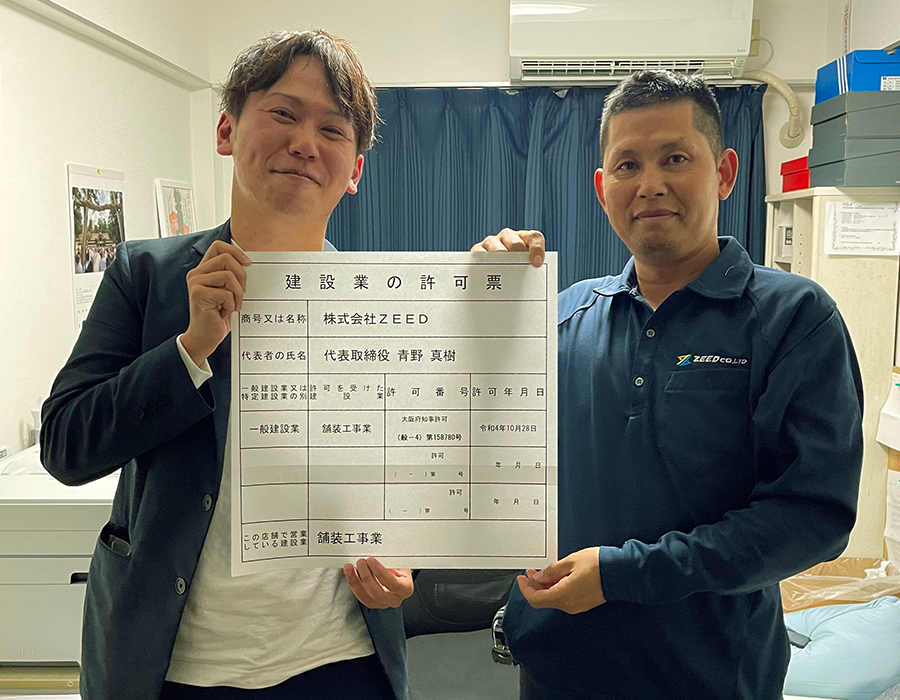 建設業の許可票
商号又は名称 株式会社ZEED
代表者の氏名 代表取締役 青野 真樹
一般建設業又は特定建設業の別 許可を受けた建設業 許可番号 許可年月日
一般建設業 舗装工事業 大阪府知事許可 (般-4)第158780号 令和04年10月28日
許可 ( - )第 号 年 月 日
許可 ( - )第 号 年 月 日
この店舗で営業している建設業 舗装工事業
ZEED CO.,LTD